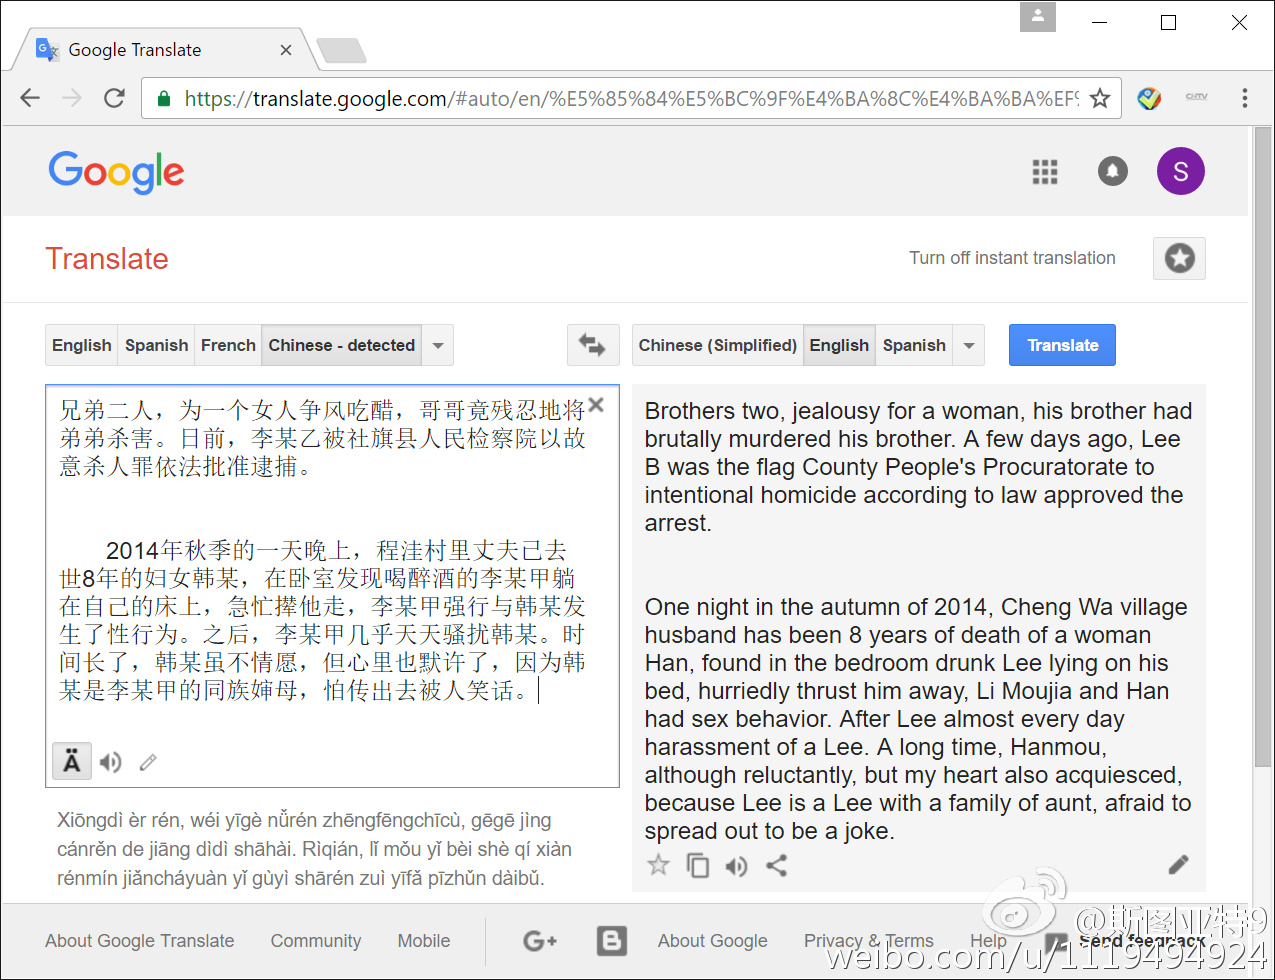 Google Translate
https://translate.google.com/#auto/en/%E5%85%84%E5%BC%9F%E4%BA%8C%E4%BA%BA%EF%
CHTV
Google
S
Translate
Turn off instant translation
English Spanish French Chinese - detected
Chinese (Simplified) English Spanish
Translate
兄弟二人，为一个女人争风吃醋，哥哥竟残忍地将
弟弟杀害。日前，李某乙被社旗县人民检察院以故
意杀人罪依法批准逮捕。
2014年秋季的一天晚上，程洼村里丈夫已去
世8年的妇女韩某，在卧室发现喝醉酒的李某甲躺
在自己的床上，急忙撵他走，李某甲强行与韩某发
生了性行为。之后，李某甲几乎天天骚扰韩某。时
间长了，韩某虽不情愿，但心里也默许了，因为韩
某是李某甲的同族婶母，怕传出去被人笑话。
Ä
Xiōngdì èr rén, wéi yīgè nǚrén zhēngfēngchīcù, gēgē jìng
cánrěn de jiāng dìdì shāhài. Rìqián, lǐ mǒu yǐ bèi shè qí xiàn
rénmín jiǎncháyuàn yǐ gùyì shārén zuì yīfǎ pīzhǔn dàibǔ.
Brothers two, jealousy for a woman, his brother had
brutally murdered his brother. A few days ago, Lee
B was the flag County People's Procuratorate to
intentional homicide according to law approved the
arrest.
One night in the autumn of 2014, Cheng Wa village
husband has been 8 years of death of a woman
Han, found in the bedroom drunk Lee lying on his
bed, hurriedly thrust him away, Li Moujia and Han
had sex behavior. After Lee almost every day
harassment of a Lee. A long time, Hanmou,
although reluctantly, but my heart also acquiesced,
because Lee is a Lee with a family of aunt, afraid to
spread out to be a joke.
About Google Translate Community Mobile G+ B About Google Privacy & Terms Help Send feedback
@斯图亚特9
weibo.com/u/1119494924